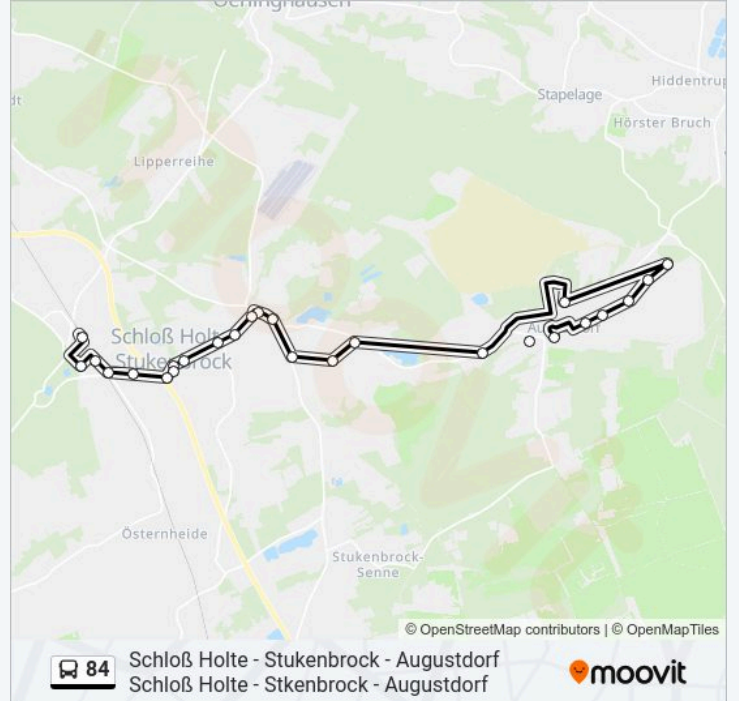 Oerlinghausen
Hiddentrup
Stapelage
Hörster Bruch
Lipperreihe
Schloß Holte
Stukenbrock
Augustdorf
Östernheide
Stukenbrock-
Senne
© OpenStreetMap contributors | © OpenMapTiles
84
Schloß Holte - Stukenbrock - Augustdorf
Schloß Holte - Stkenbrock - Augustdorf
moovit